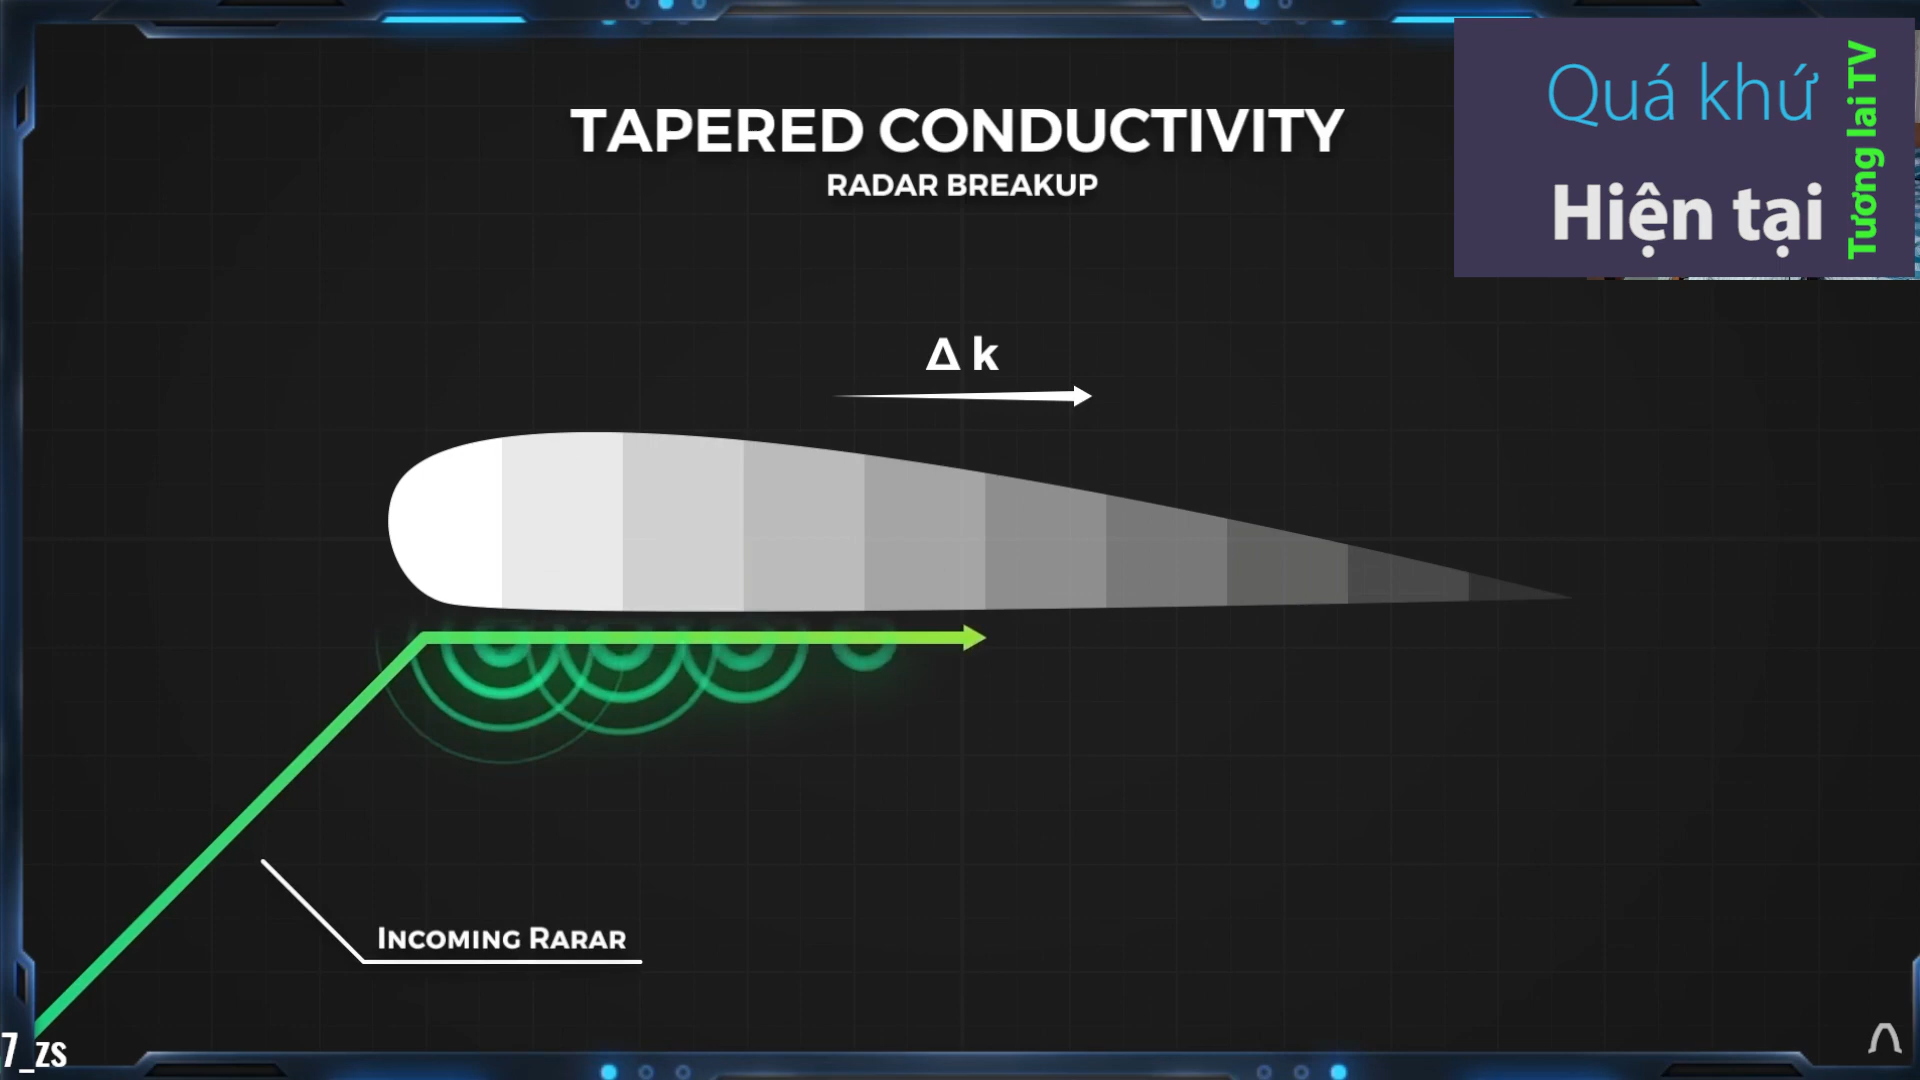 TAPERED CONDUCTIVITY
RADAR BREAKUP
Quá khứ
Hiện tại
Tương lai TV
Δ k
INCOMING RARAR
7_zs